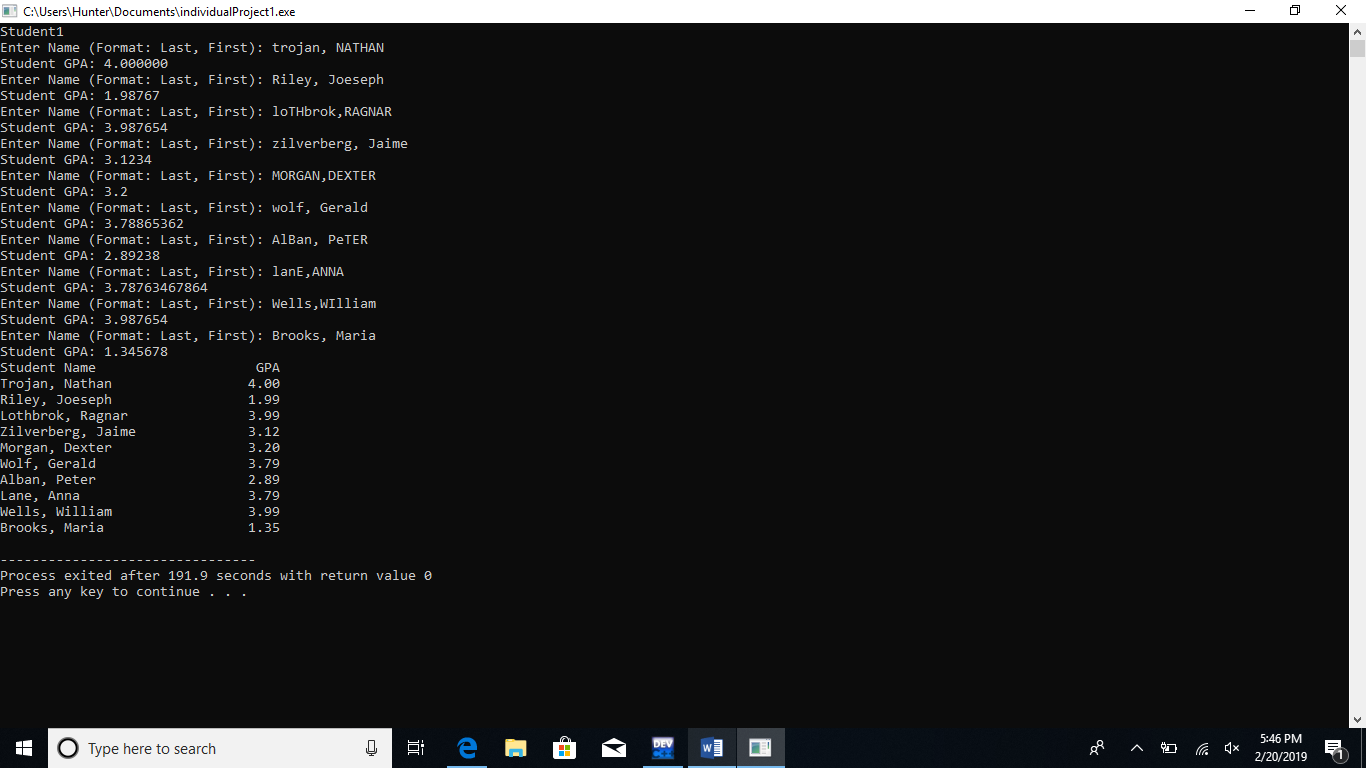 C:\Users\Hunter\Documents\individualProject1.exe
Student1
Enter Name (Format: Last, First): trojan, NATHAN
Student GPA: 4.000000
Enter Name (Format: Last, First): Riley, Joeseph
Student GPA: 1.98767
Enter Name (Format: Last, First): loTHbrok,RAGNAR
Student GPA: 3.987654
Enter Name (Format: Last, First): zilverberg, Jaime
Student GPA: 3.1234
Enter Name (Format: Last, First): MORGAN,DEXTER
Student GPA: 3.2
Enter Name (Format: Last, First): wolf, Gerald
Student GPA: 3.78865362
Enter Name (Format: Last, First): AlBan, PeTER
Student GPA: 2.89238
Enter Name (Format: Last, First): lanE,ANNA
Student GPA: 3.78763467864
Enter Name (Format: Last, First): Wells,WIlliam
Student GPA: 3.987654
Enter Name (Format: Last, First): Brooks, Maria
Student GPA: 1.345678
Student Name GPA
Trojan, Nathan 4.00
Riley, Joeseph 1.99
Lothbrok, Ragnar 3.99
Zilverberg, Jaime 3.12
Morgan, Dexter 3.20
Wolf, Gerald 3.79
Alban, Peter 2.89
Lane, Anna 3.79
Wells, William 3.99
Brooks, Maria 1.35
--------------------------------
Process exited after 191.9 seconds with return value 0
Press any key to continue . . .
Type here to search
DEV
W
5:46 PM
2/20/2019
1